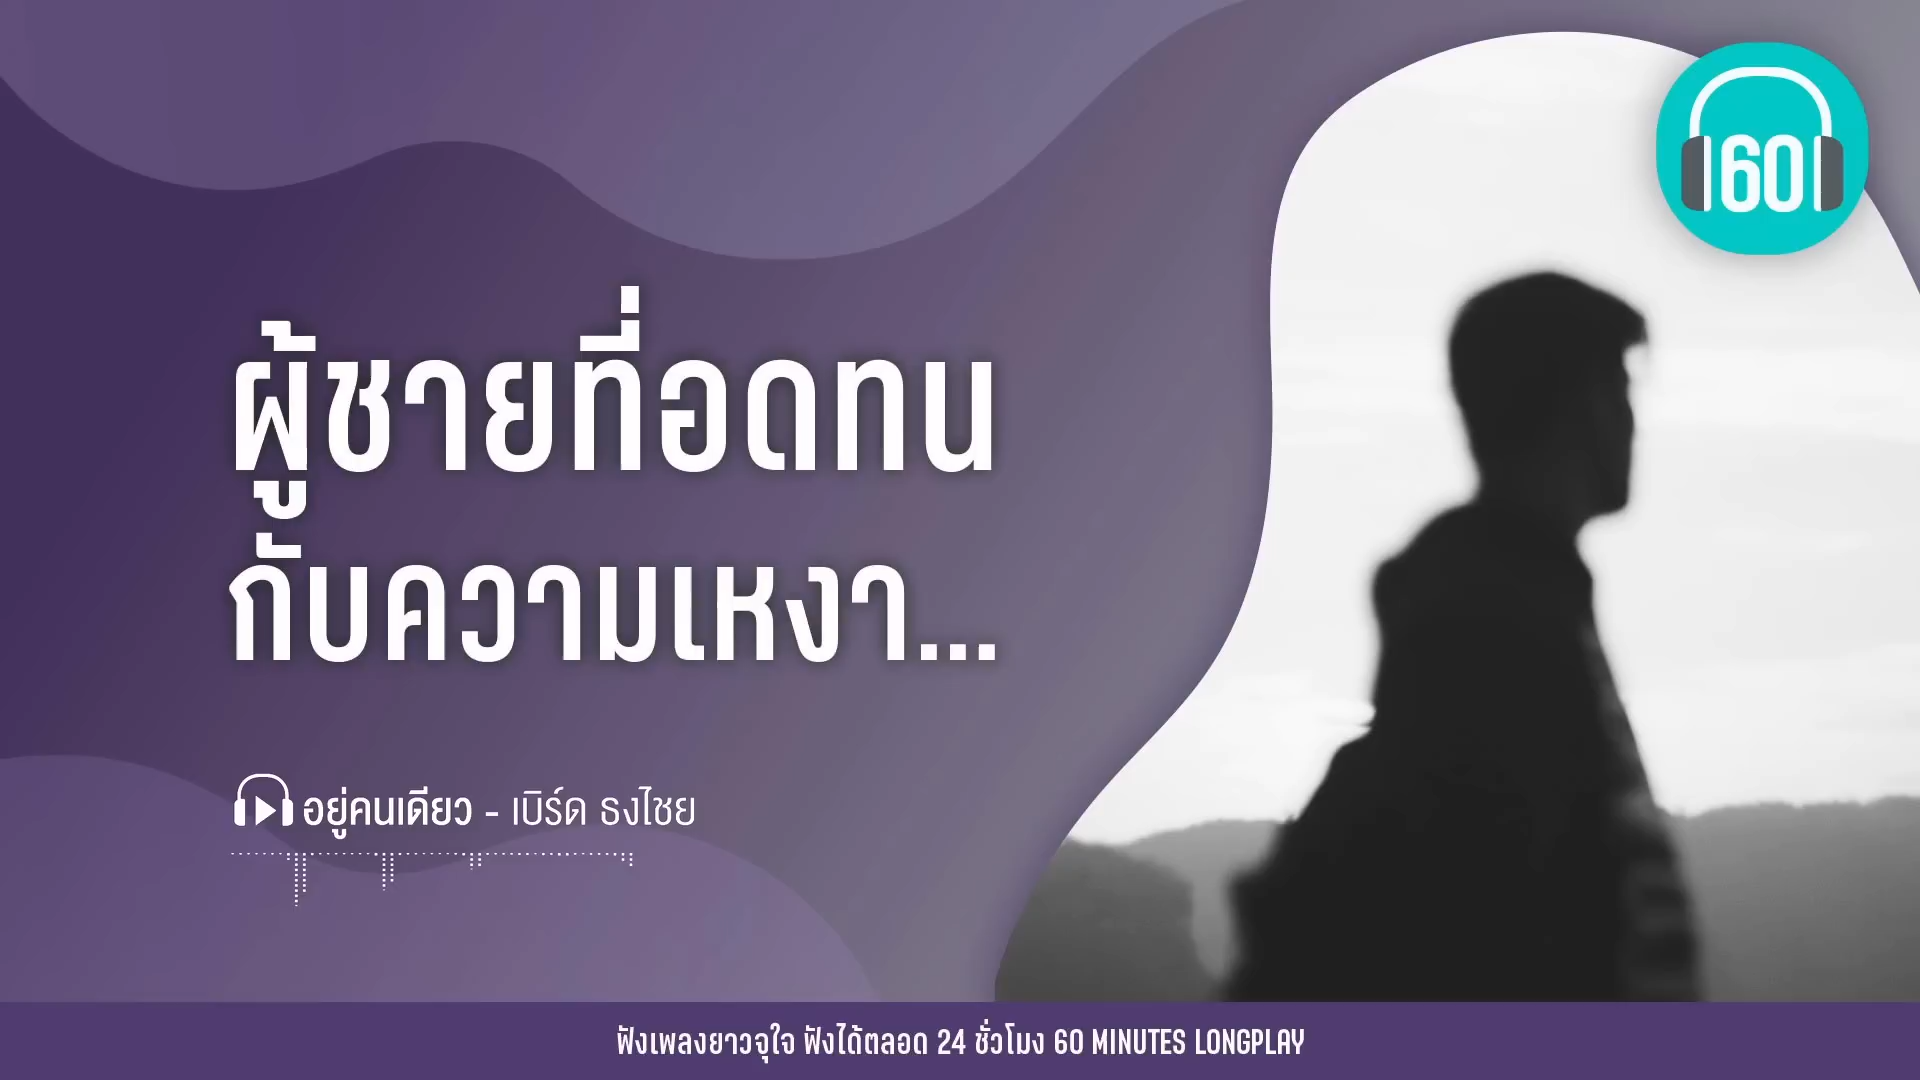 60
ผู้ชายที่อดทน
กับความเหงา...
อยู่คนเดียว - เบิร์ด ธงไชย
ฟังเพลงยาวจุใจ ฟังได้ตลอด 24 ชั่วโมง 60 MINUTES LONGPLAY